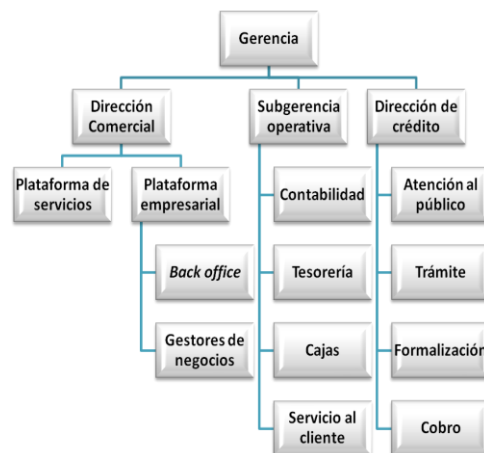 Gerencia
Dirección
Comercial
Subgerencia
operativa
Dirección de
crédito
Plataforma de
servicios
Plataforma
empresarial
Contabilidad
Atención al
público
Back office
Tesorería
Trámite
Gestores de
negocios
Cajas
Formalización
Servicio al
cliente
Cobro